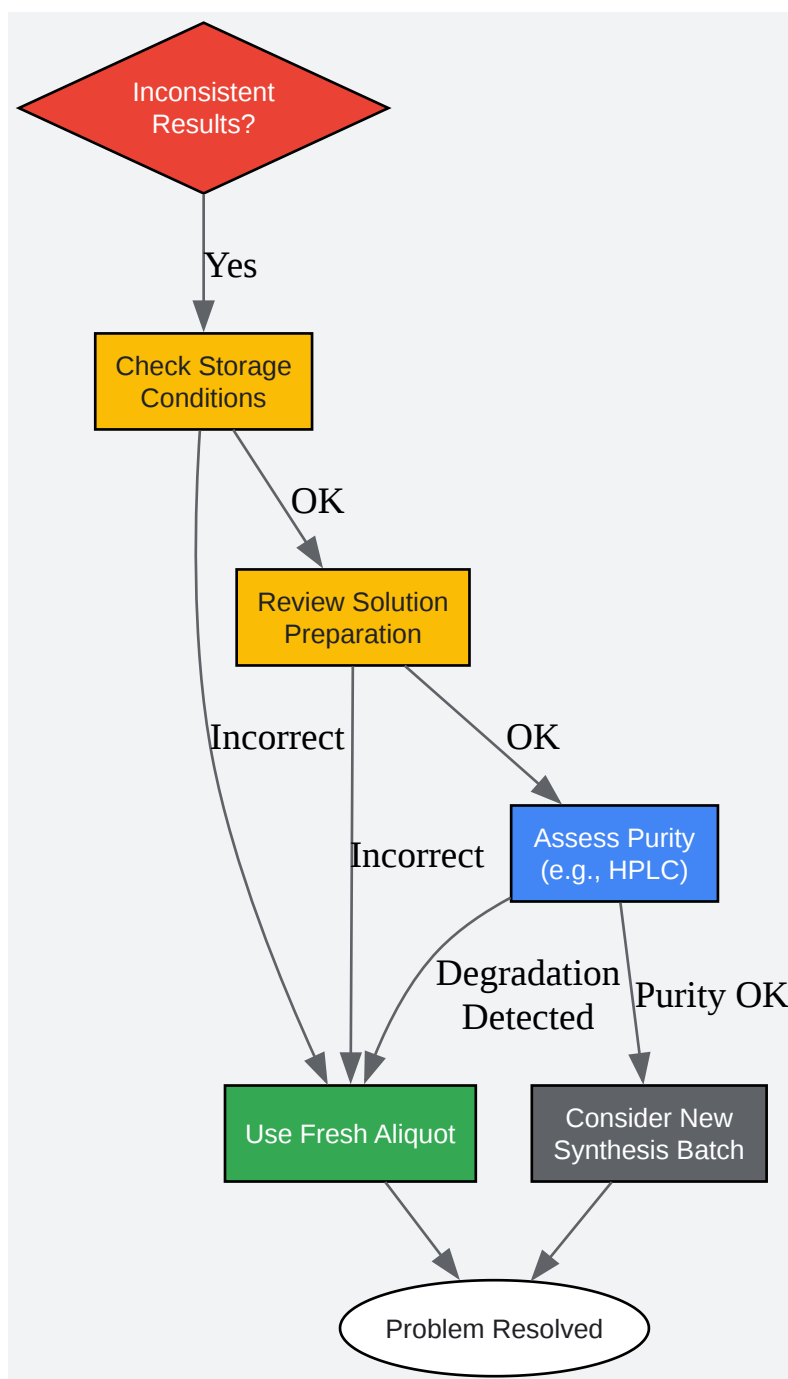 Inconsistent
Results?
Yes
Check Storage
Conditions
OK
Review Solution
Preparation
Incorrect
OK
Incorrect
Assess Purity
(e.g., HPLC)
Degradation
Detected
Purity OK
Use Fresh Aliquot
Consider New
Synthesis Batch
Problem Resolved